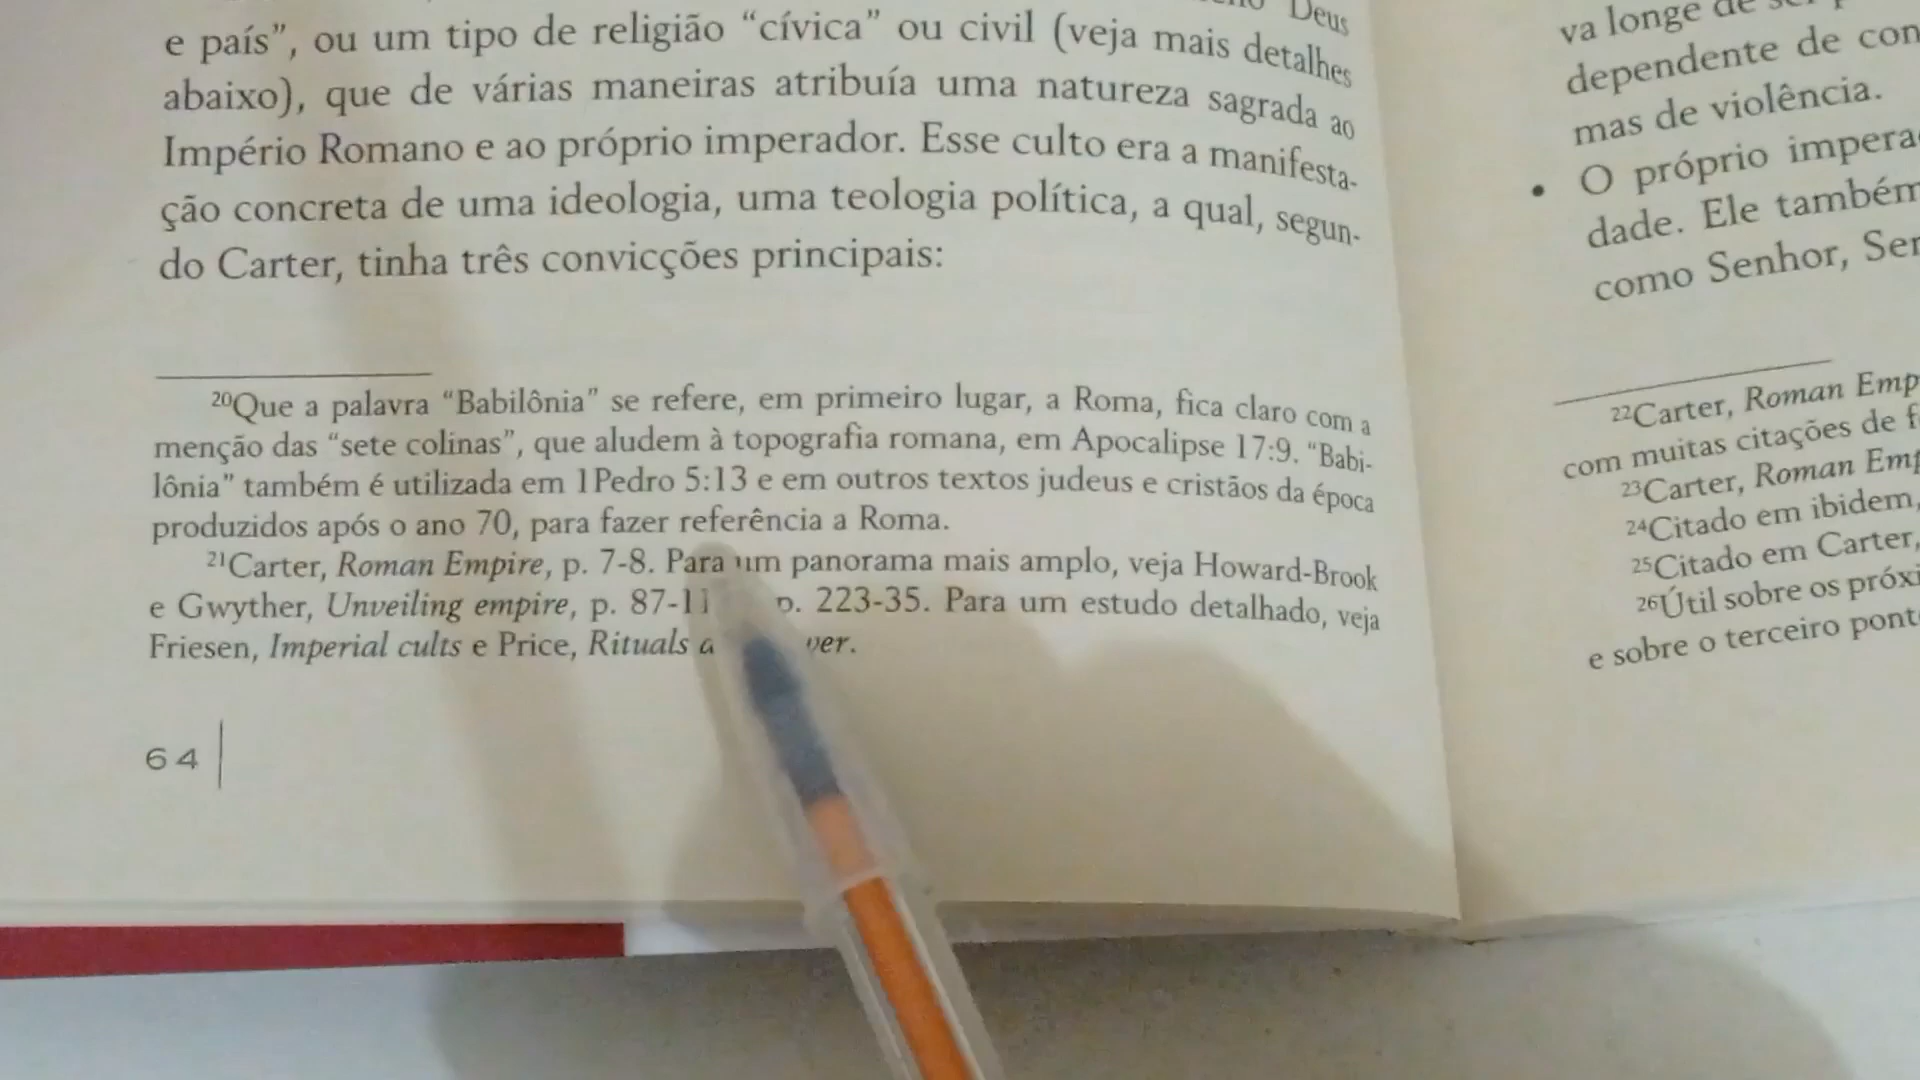 Deus
e país”, ou um tipo de religião “cívica” ou civil (veja mais detalhes
abaixo), que de várias maneiras atribuía uma natureza sagrada ao
Império Romano e ao próprio imperador. Esse culto era a manifesta-
ção concreta de uma ideologia, uma teologia política, a qual, segun-
do Carter, tinha três convicções principais:
²⁰Que a palavra “Babilônia” se refere, em primeiro lugar, a Roma, fica claro com a
menção das “sete colinas”, que aludem à topografia romana, em Apocalipse 17:9. “Babi-
lônia” também é utilizada em 1Pedro 5:13 e em outros textos judeus e cristãos da época
produzidos após o ano 70, para fazer referência a Roma.
²¹Carter, Roman Empire, p. 7-8. Para um panorama mais amplo, veja Howard-Brook
e Gwyther, Unveiling empire, p. 223-35. Para um estudo detalhado, veja
Friesen, Imperial cults e Price, Rituals
64
va longe de
dependente de con
mas de violência.
• O próprio impera
dade. Ele também
como Senhor, Ser
²²Carter, Roman Emp
com muitas citações de f
²³Carter, Roman Emp
²⁴Citado em ibidem,
²⁵Citado em Carter,
²⁶Útil sobre os próxi
e sobre o terceiro pont